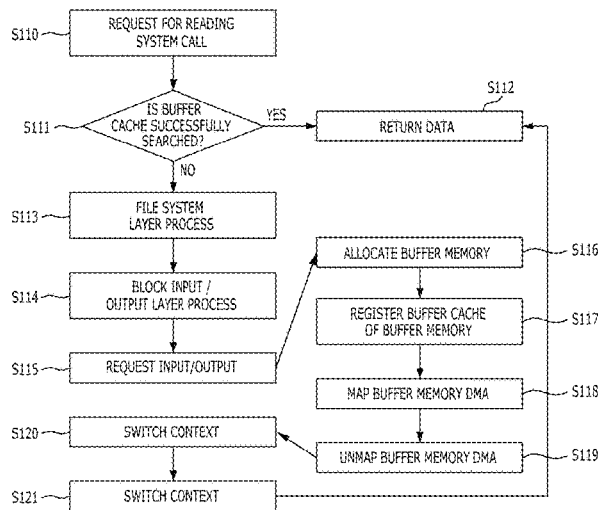 S110
REQUEST FOR READING
SYSTEM CALL
S111
IS BUFFER
CACHE SUCCESSFULLY
SEARCHED?
YES
NO
S112
RETURN DATA
S113
FILE SYSTEM
LAYER PROCESS
S114
BLOCK INPUT /
OUTPUT LAYER PROCESS
S115
REQUEST INPUT/OUTPUT
ALLOCATE BUFFER MEMORY
S116
REGISTER BUFFER CACHE
OF BUFFER MEMORY
S117
MAP BUFFER MEMORY DMA
S118
UNMAP BUFFER MEMORY DMA
S119
S120
SWITCH CONTEXT
S121
SWITCH CONTEXT